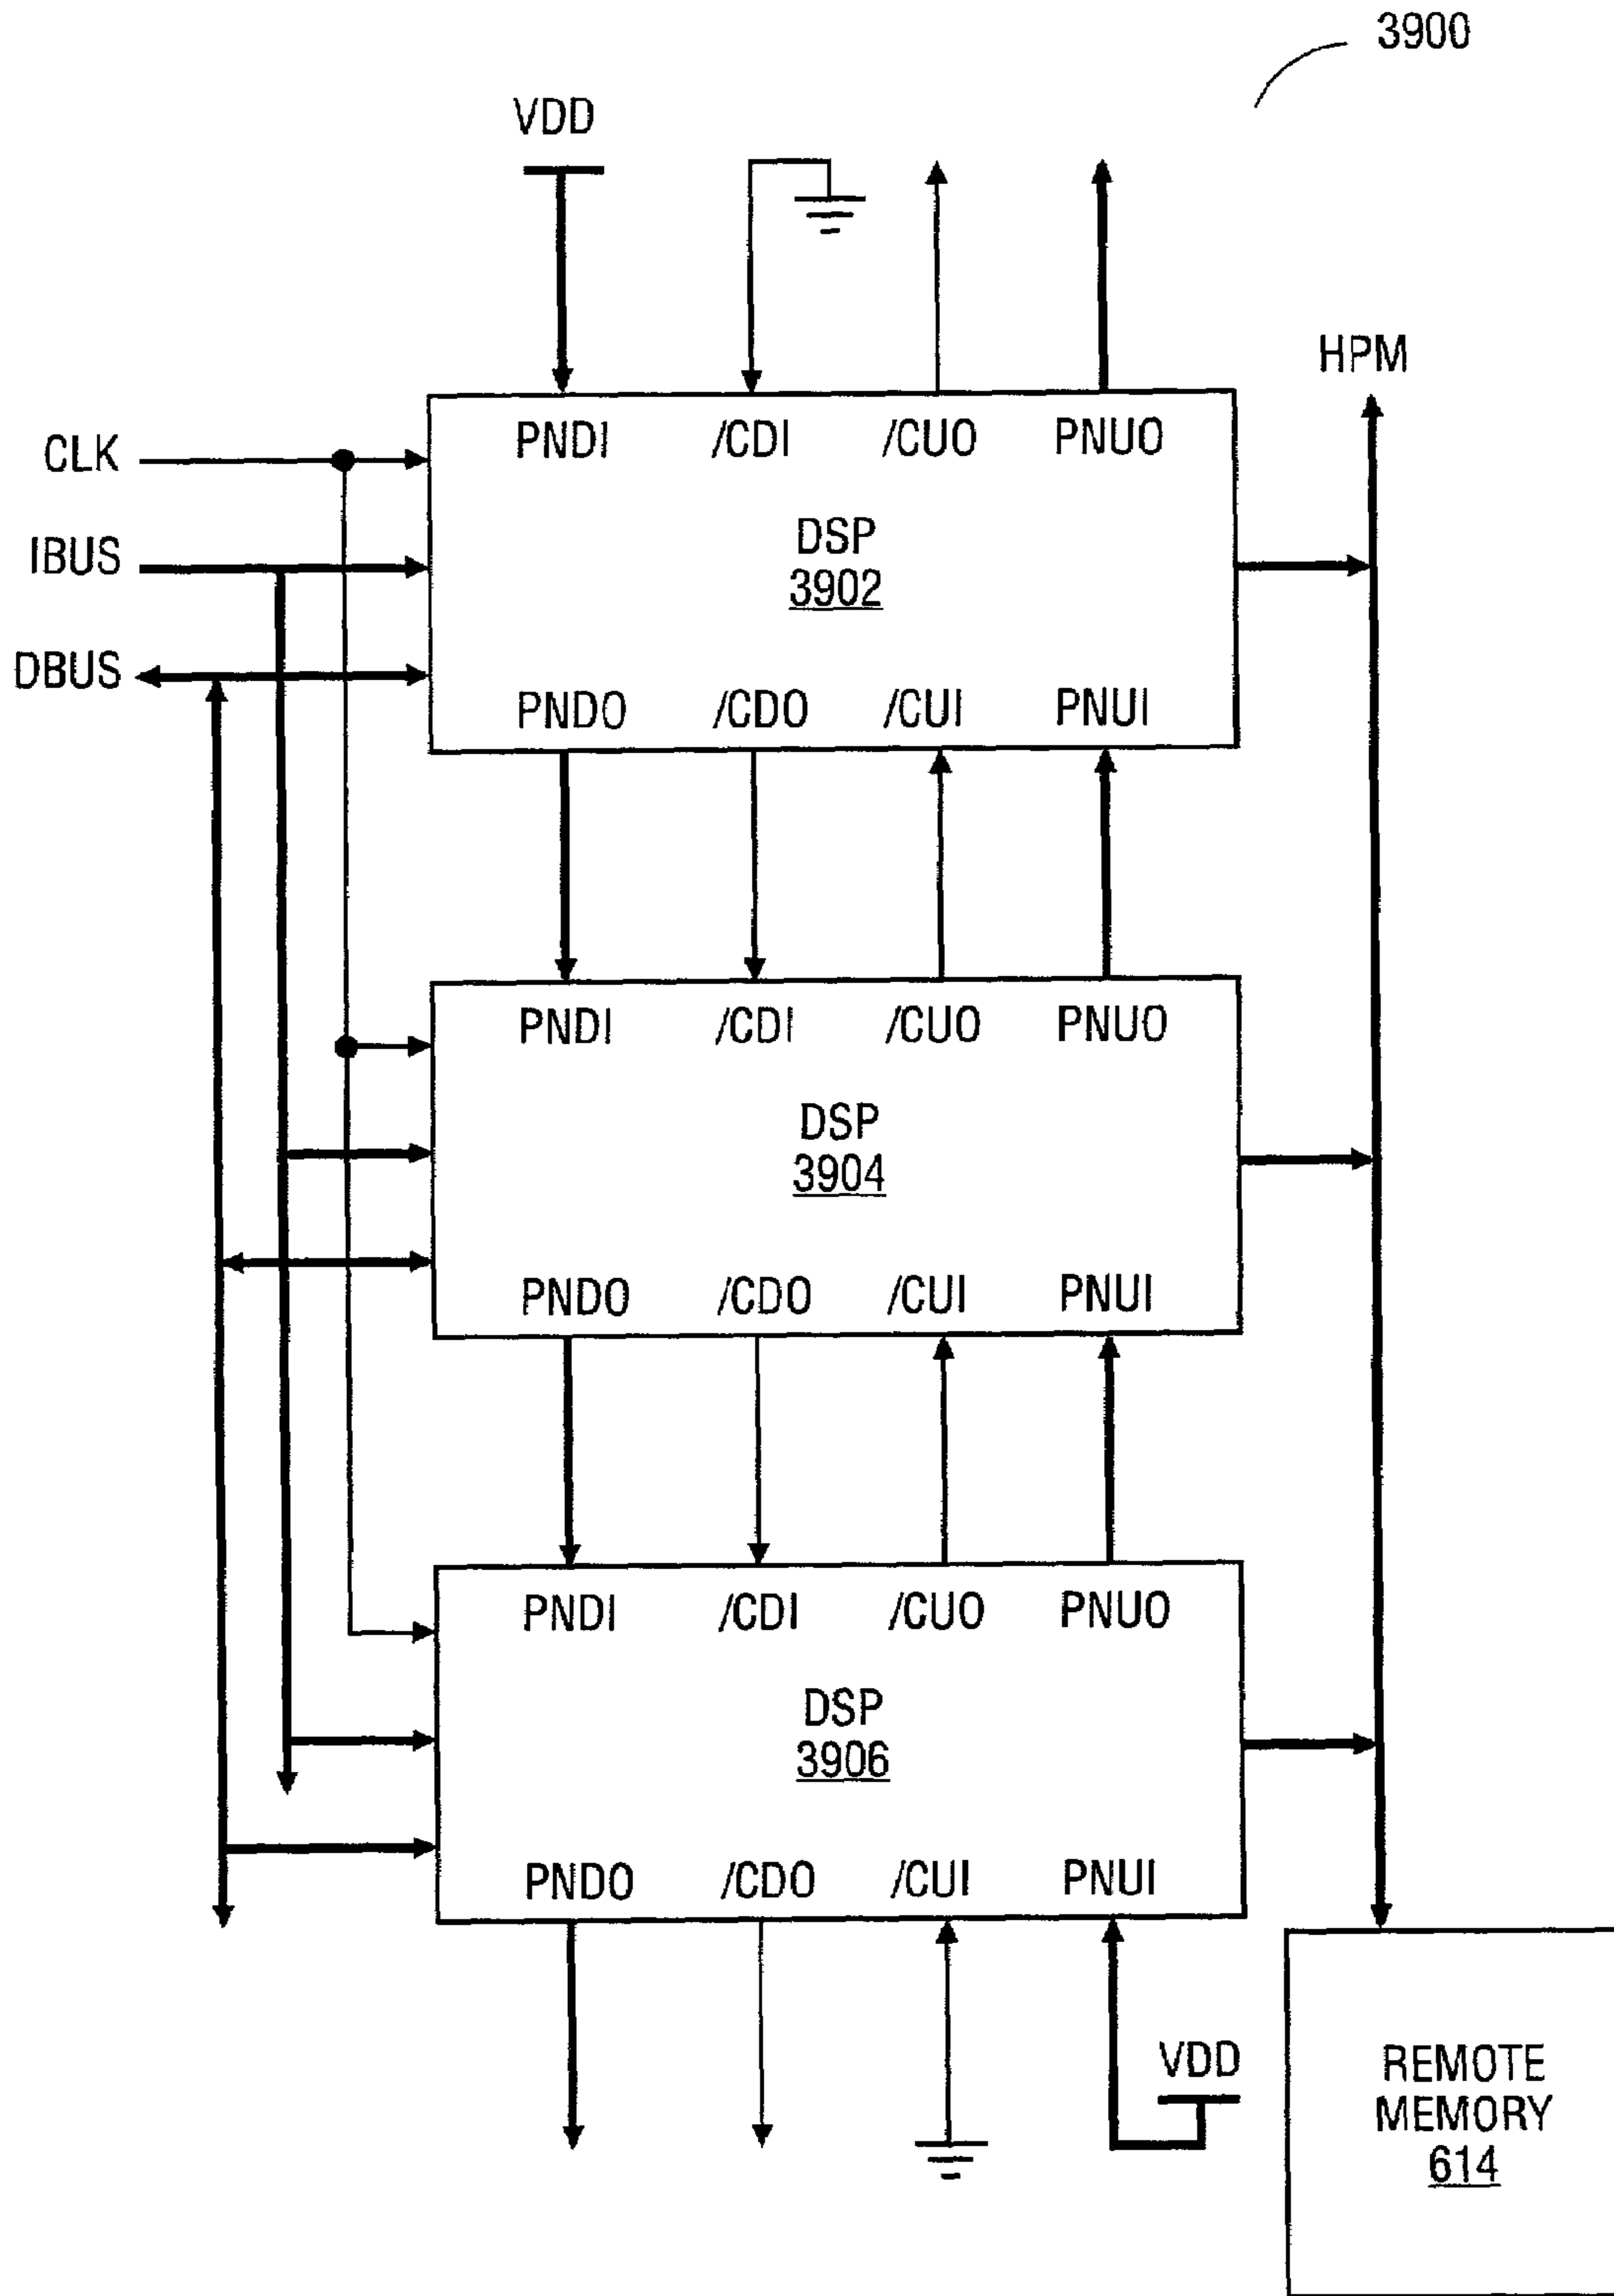 3900
VDD
HPM
CLK
PNDI /CDI /CUO PNUO
IBUS
DSP
3902
DBUS
PNDO /CDO /CUI PNUI
PNDI /CDI /CUO PNUO
DSP
3904
PNDO /CDO /CUI PNUI
PNDI /CDI /CUO PNUO
DSP
3906
PNDO /CDO /CUI PNUI
VDD
REMOTE
MEMORY
614